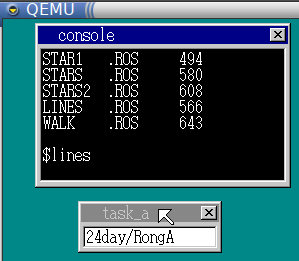 QEMU
console
STAR1 .ROS 494
STARS .ROS 580
STARS2 .ROS 608
LINES .ROS 566
WALK .ROS 643
$lines
task_a
24day/RongA